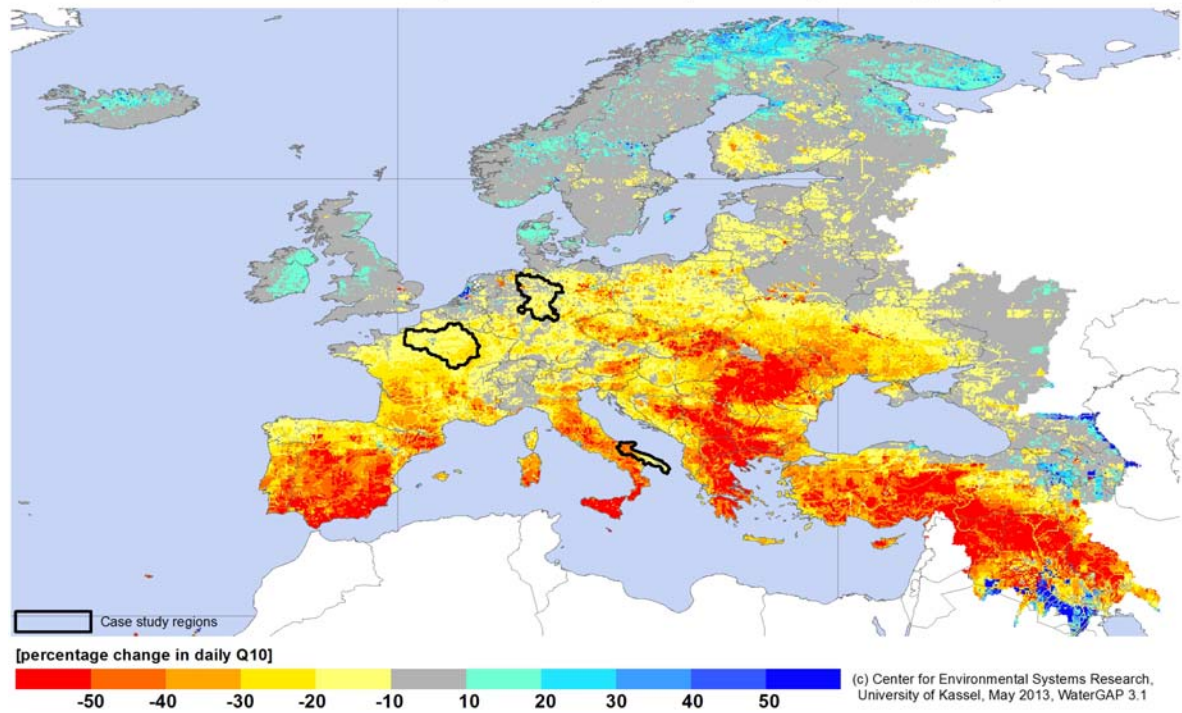 Case study regions
[percentage change in daily Q10]
-50 -40 -30 -20 -10 10 20 30 40 50
(c) Center for Environmental Systems Research,
University of Kassel, May 2013, WaterGAP 3.1